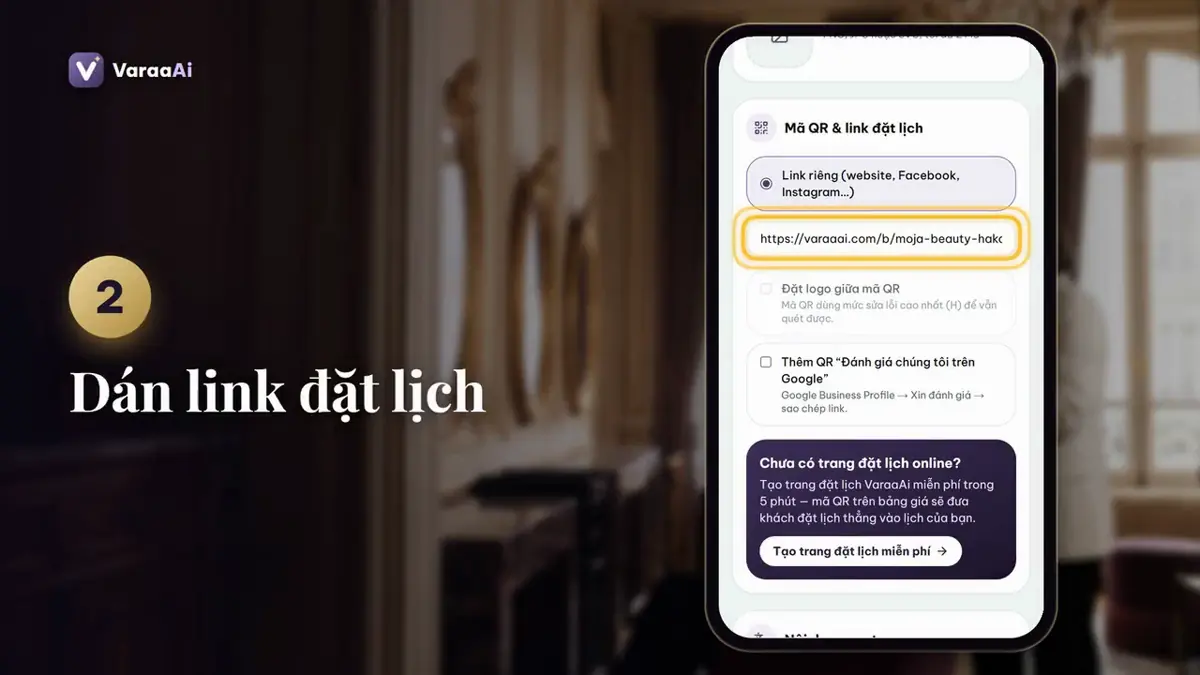 VaraaAi
2
Dán link đặt lịch
Mã QR & link đặt lịch
Link riêng (website, Facebook,
Instagram...)
https://varaaai.com/b/moja-beauty-hak
Đặt logo giữa mã QR
Mã QR dùng mức sửa lỗi cao nhất (H) để vẫn
quét được.
Thêm QR “Đánh giá chúng tôi trên
Google”
Google Business Profile → Xin đánh giá →
sao chép link.
Chưa có trang đặt lịch online?
Tạo trang đặt lịch VaraaAi miễn phí trong
5 phút — mã QR trên bảng giá sẽ đưa
khách đặt lịch thẳng vào lịch của bạn.
Tạo trang đặt lịch miễn phí →